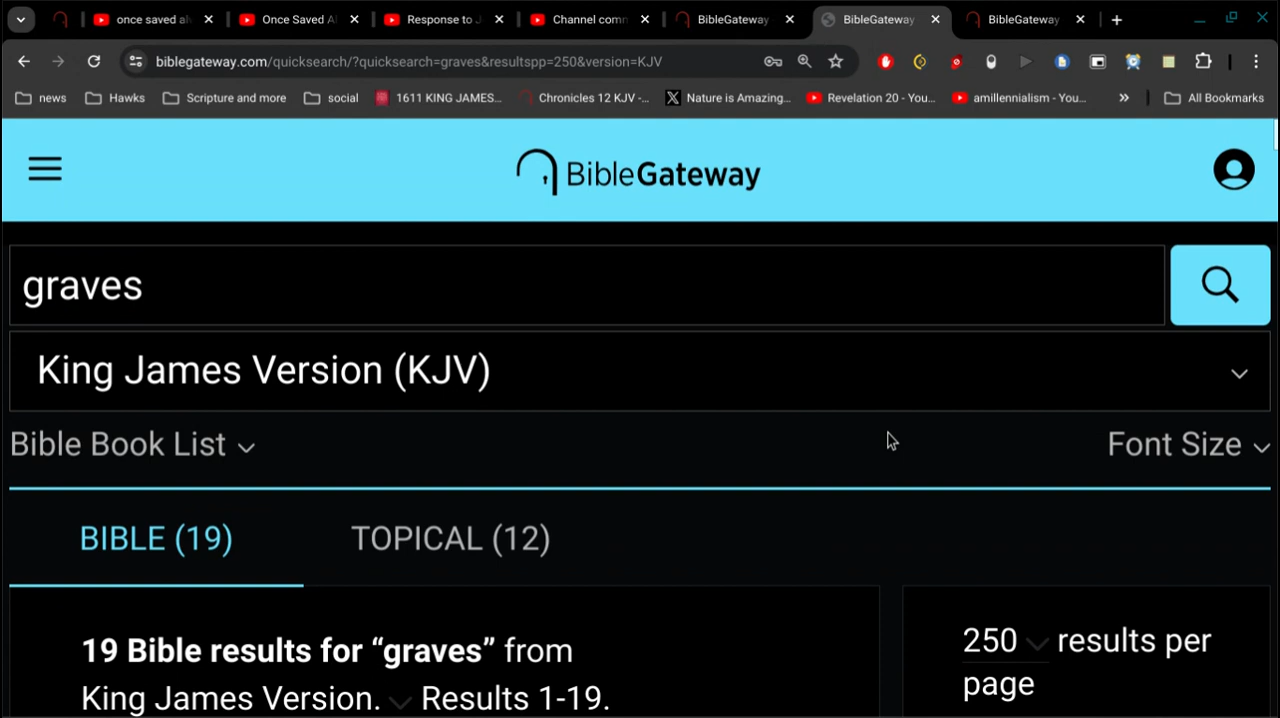 once saved al
Once Saved Al
Response to J
Channel comm
BibleGateway
BibleGateway
BibleGateway
biblegateway.com/quicksearch/?quicksearch=graves&resultspp=250&version=KJV
news
Hawks
Scripture and more
social
1611 KING JAMES...
Chronicles 12 KJV -...
Nature is Amazing...
Revelation 20 - You...
amillennialism - You...
All Bookmarks
BibleGateway
graves
King James Version (KJV)
Bible Book List
Font Size
BIBLE (19)
TOPICAL (12)
19 Bible results for “graves” from
King James Version. Results 1-19.
250 results per
page